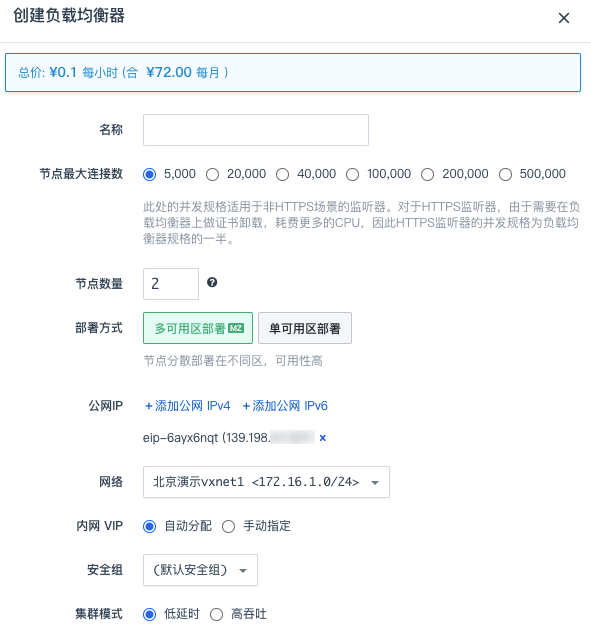 创建负载均衡器
总价: ¥0.1 每小时 (合 ¥72.00 每月 )
名称
节点最大连接数 5,000 20,000 40,000 100,000 200,000 500,000
此处的并发规格适用于非HTTPS场景的监听器。对于HTTPS监听器，由于需要在负
载均衡器上做证书卸载，耗费更多的CPU，因此HTTPS监听器的并发规格为负载均
衡器规格的一半。
节点数量 2
部署方式 多可用区部署 MZ 单可用区部署
节点分散部署在不同区，可用性高
公网IP +添加公网 IPv4 +添加公网 IPv6
eip-6ayx6nqt (139.198.
网络 北京演示vxnet1 <172.16.1.0/24>
内网 VIP 自动分配 手动指定
安全组 (默认安全组)
集群模式 低延时 高吞吐